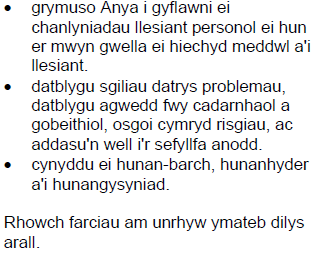 • grymuso Anya i gyflawni ei
chanlyniadau llesiant personol ei hun
er mwyn gwella ei hiechyd meddwl a'i
llesiant.
• datblygu sgiliau datrys problemau,
datblygu agwedd fwy cadarnhaol a
gobeithiol, osgoi cymryd risgiau, ac
addasu'n well i'r sefyllfa anodd.
• cynyddu ei hunan-barch, hunanhyder
a'i hunangysyniad.
Rhowch farciau am unrhyw ymateb dilys
arall.